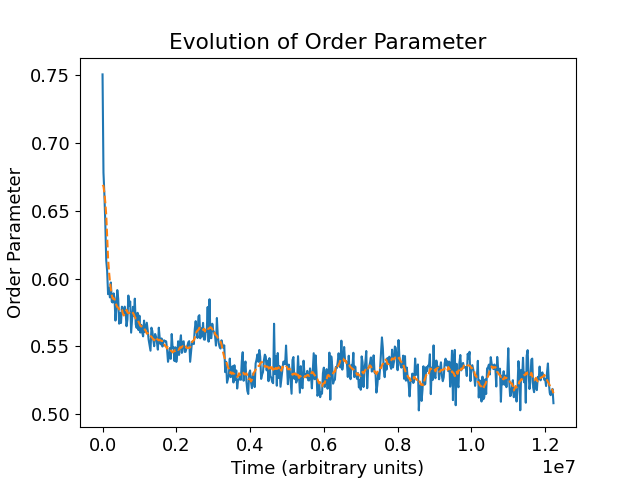 Evolution of Order Parameter
0.75
0.70
0.65
0.60
0.55
0.50
Order Parameter
0.0 0.2 0.4 0.6 0.8 1.0 1.2
1e7
Time (arbitrary units)